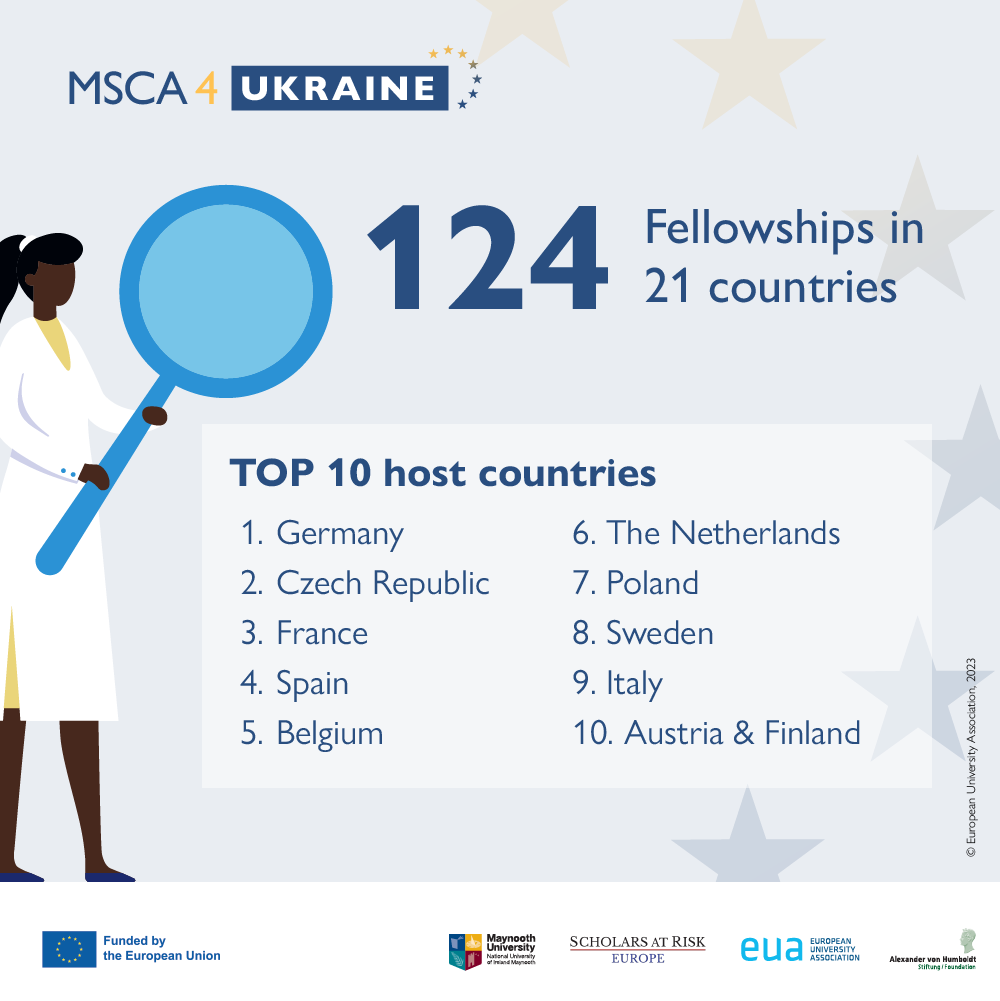 MSCA 4 UKRAINE
124
Fellowships in
21 countries
TOP 10 host countries
1. Germany
2. Czech Republic
3. France
4. Spain
5. Belgium
6. The Netherlands
7. Poland
8. Sweden
9. Italy
10. Austria & Finland
© European University Association, 2023
Funded by
the European Union
Maynooth
University
National University
of Ireland Maynooth
SCHOLARS AT RISK
EUROPE
eua
EUROPEAN
UNIVERSITY
ASSOCIATION
Alexander von Humboldt
Stiftung / Foundation